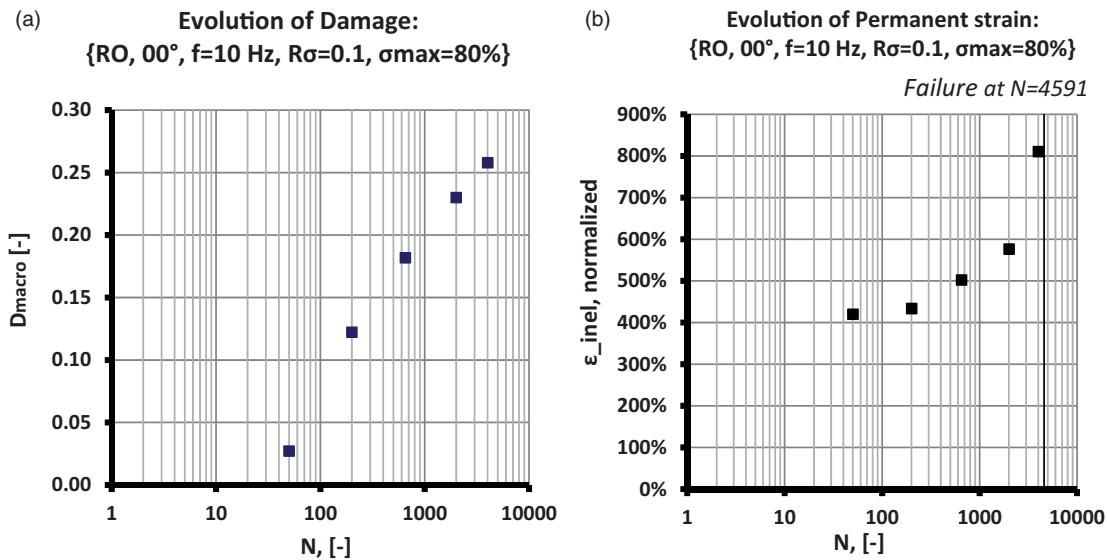 (a)
Evolution of Damage:
{RO, 00°, f=10 Hz, Rσ=0.1, σmax=80%}
0.30
0.25
0.20
0.15
0.10
0.05
0.00
Dmacro [-]
1
10
100
1000
10000
N, [-]
(b)
Evolution of Permanent strain:
{RO, 00°, f=10 Hz, Rσ=0.1, σmax=80%}
Failure at N=4591
900%
800%
700%
600%
500%
400%
300%
200%
100%
0%
ε_inel, normalized
1
10
100
1000
10000
N, [-]